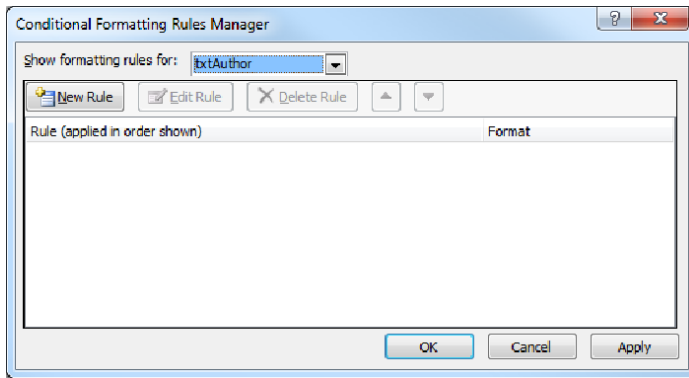 Conditional Formatting Rules Manager
Show formatting rules for: txtAuthor
New Rule Edit Rule Delete Rule
Rule (applied in order shown) Format
OK Cancel Apply